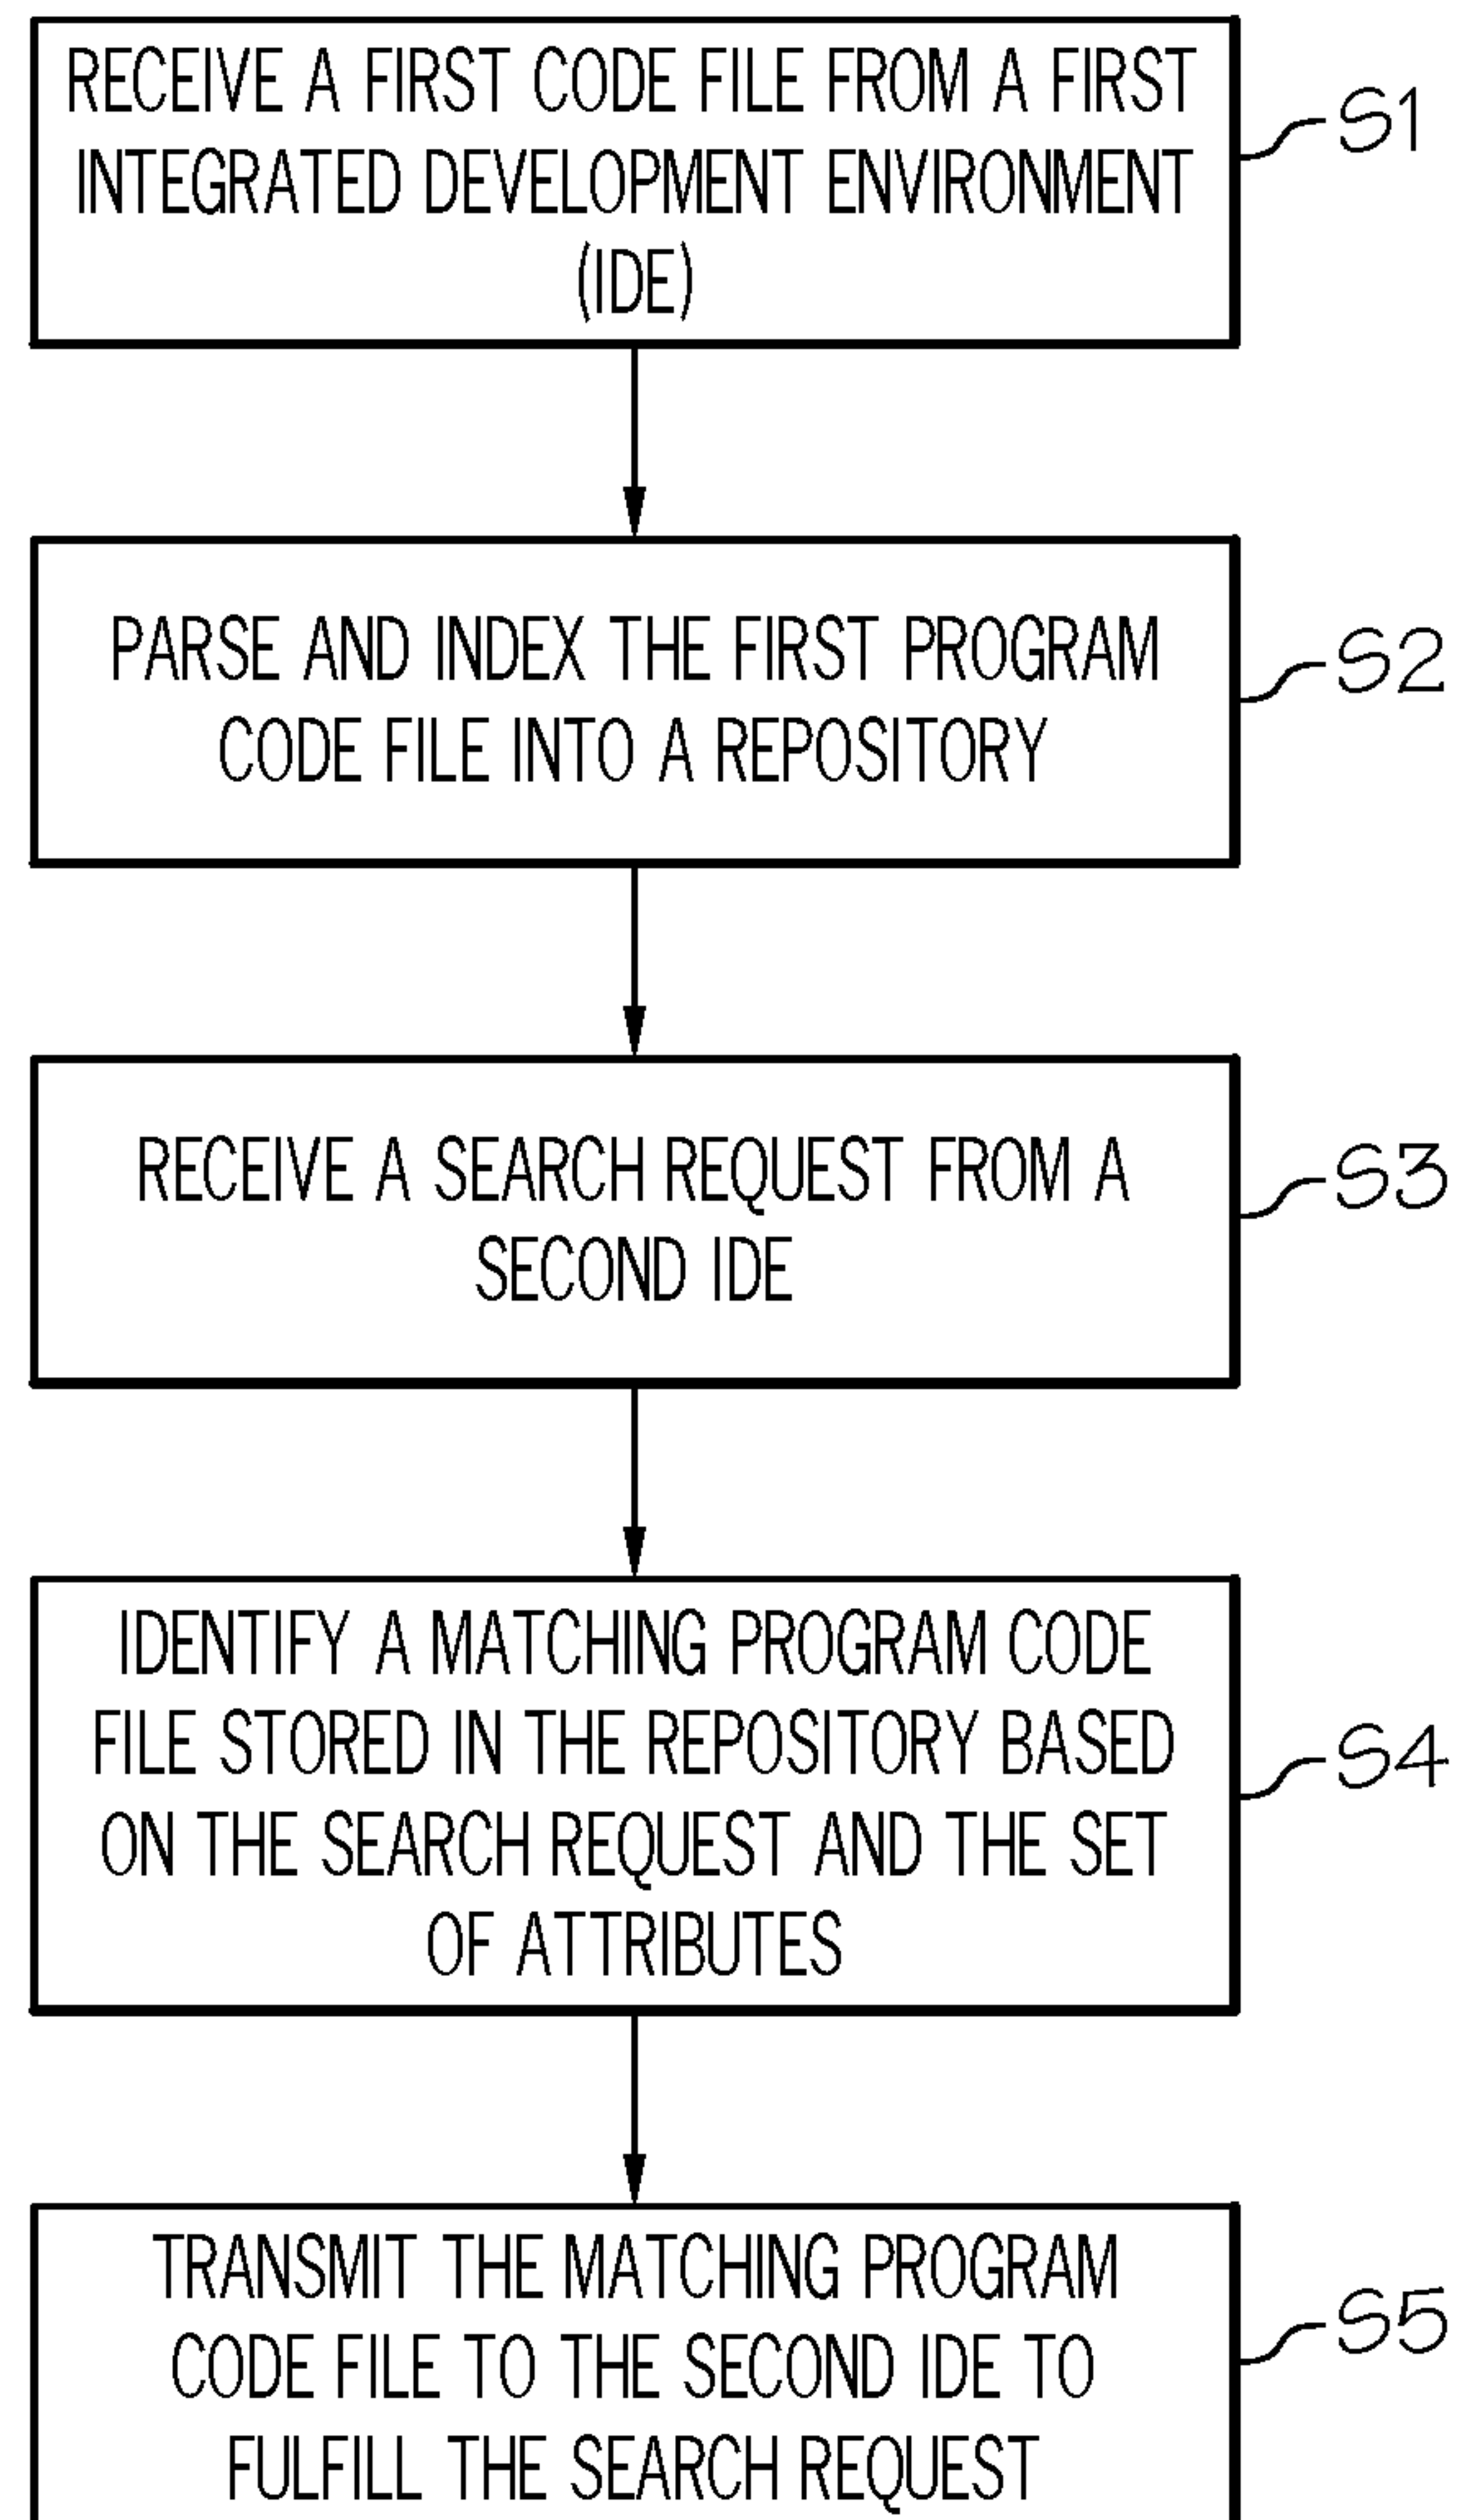 RECEIVE A FIRST CODE FILE FROM A FIRST
INTEGRATED DEVELOPMENT ENVIRONMENT
(IDE)
S1
PARSE AND INDEX THE FIRST PROGRAM
CODE FILE INTO A REPOSITORY
S2
RECEIVE A SEARCH REQUEST FROM A
SECOND IDE
S3
IDENTIFY A MATCHING PROGRAM CODE
FILE STORED IN THE REPOSITORY BASED
ON THE SEARCH REQUEST AND THE SET
OF ATTRIBUTES
S4
TRANSMIT THE MATCHING PROGRAM
CODE FILE TO THE SECOND IDE TO
FULFILL THE SEARCH REQUEST
S5